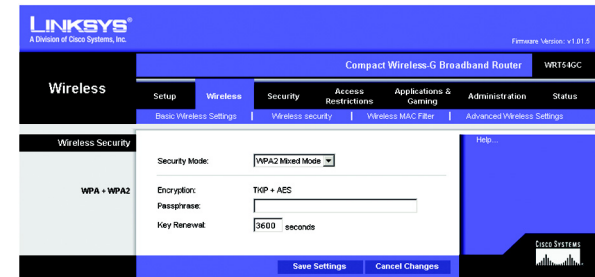 LINKSYS®
A Division of Cisco Systems, Inc.
Firmware Version: v1.01.5
Compact Wireless-G Broadband Router WRT54GC
Wireless
Setup Wireless Security Access Restrictions Applications & Gaming Administration Status
Basic Wireless Settings | Wireless security | Wireless MAC Filter | Advanced Wireless Settings
Wireless Security
Help...
Security Mode: WPA2 Mixed Mode
WPA + WPA2
Encryption: TKIP + AES
Passphrase:
Key Renewal: 3600 seconds
CISCO SYSTEMS
Save Settings Cancel Changes